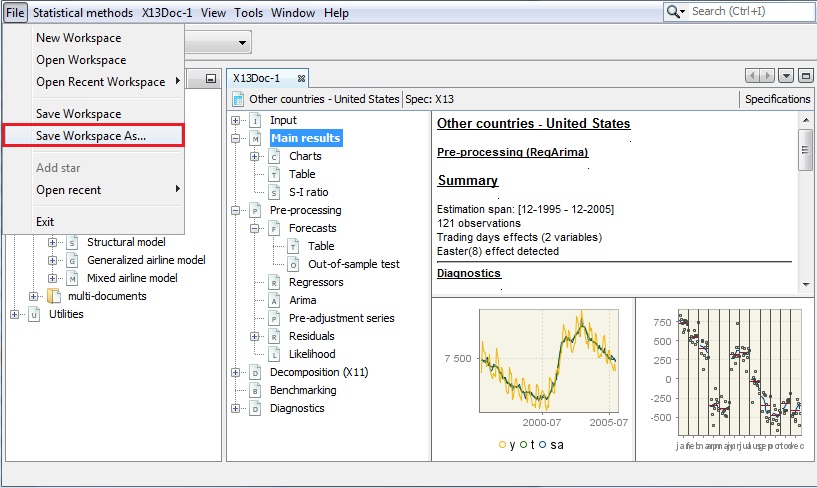 File Statistical methods X13Doc-1 View Tools Window Help Search (Ctrl+I)
New Workspace
Open Workspace
Open Recent Workspace
Save Workspace
Save Workspace As...
Add star
Open recent
Exit
Structural model
Generalized airline model
Mixed airline model
multi-documents
Utilities
X13Doc-1
Other countries - United States Spec: X13 Specifications
Input
Main results
Charts
Table
S-I ratio
Pre-processing
Forecasts
Table
Out-of-sample test
Regressors
Arima
Pre-adjustment series
Residuals
Likelihood
Decomposition (X11)
Benchmarking
Diagnostics
Other countries - United States
Pre-processing (RegArima)
Summary
Estimation span: [12-1995 - 12-2005]
121 observations
Trading days effects (2 variables)
Easter(8) effect detected
Diagnostics
7 500
2000-07 2005-07
y t sa
750
500
250
0
-250
-500